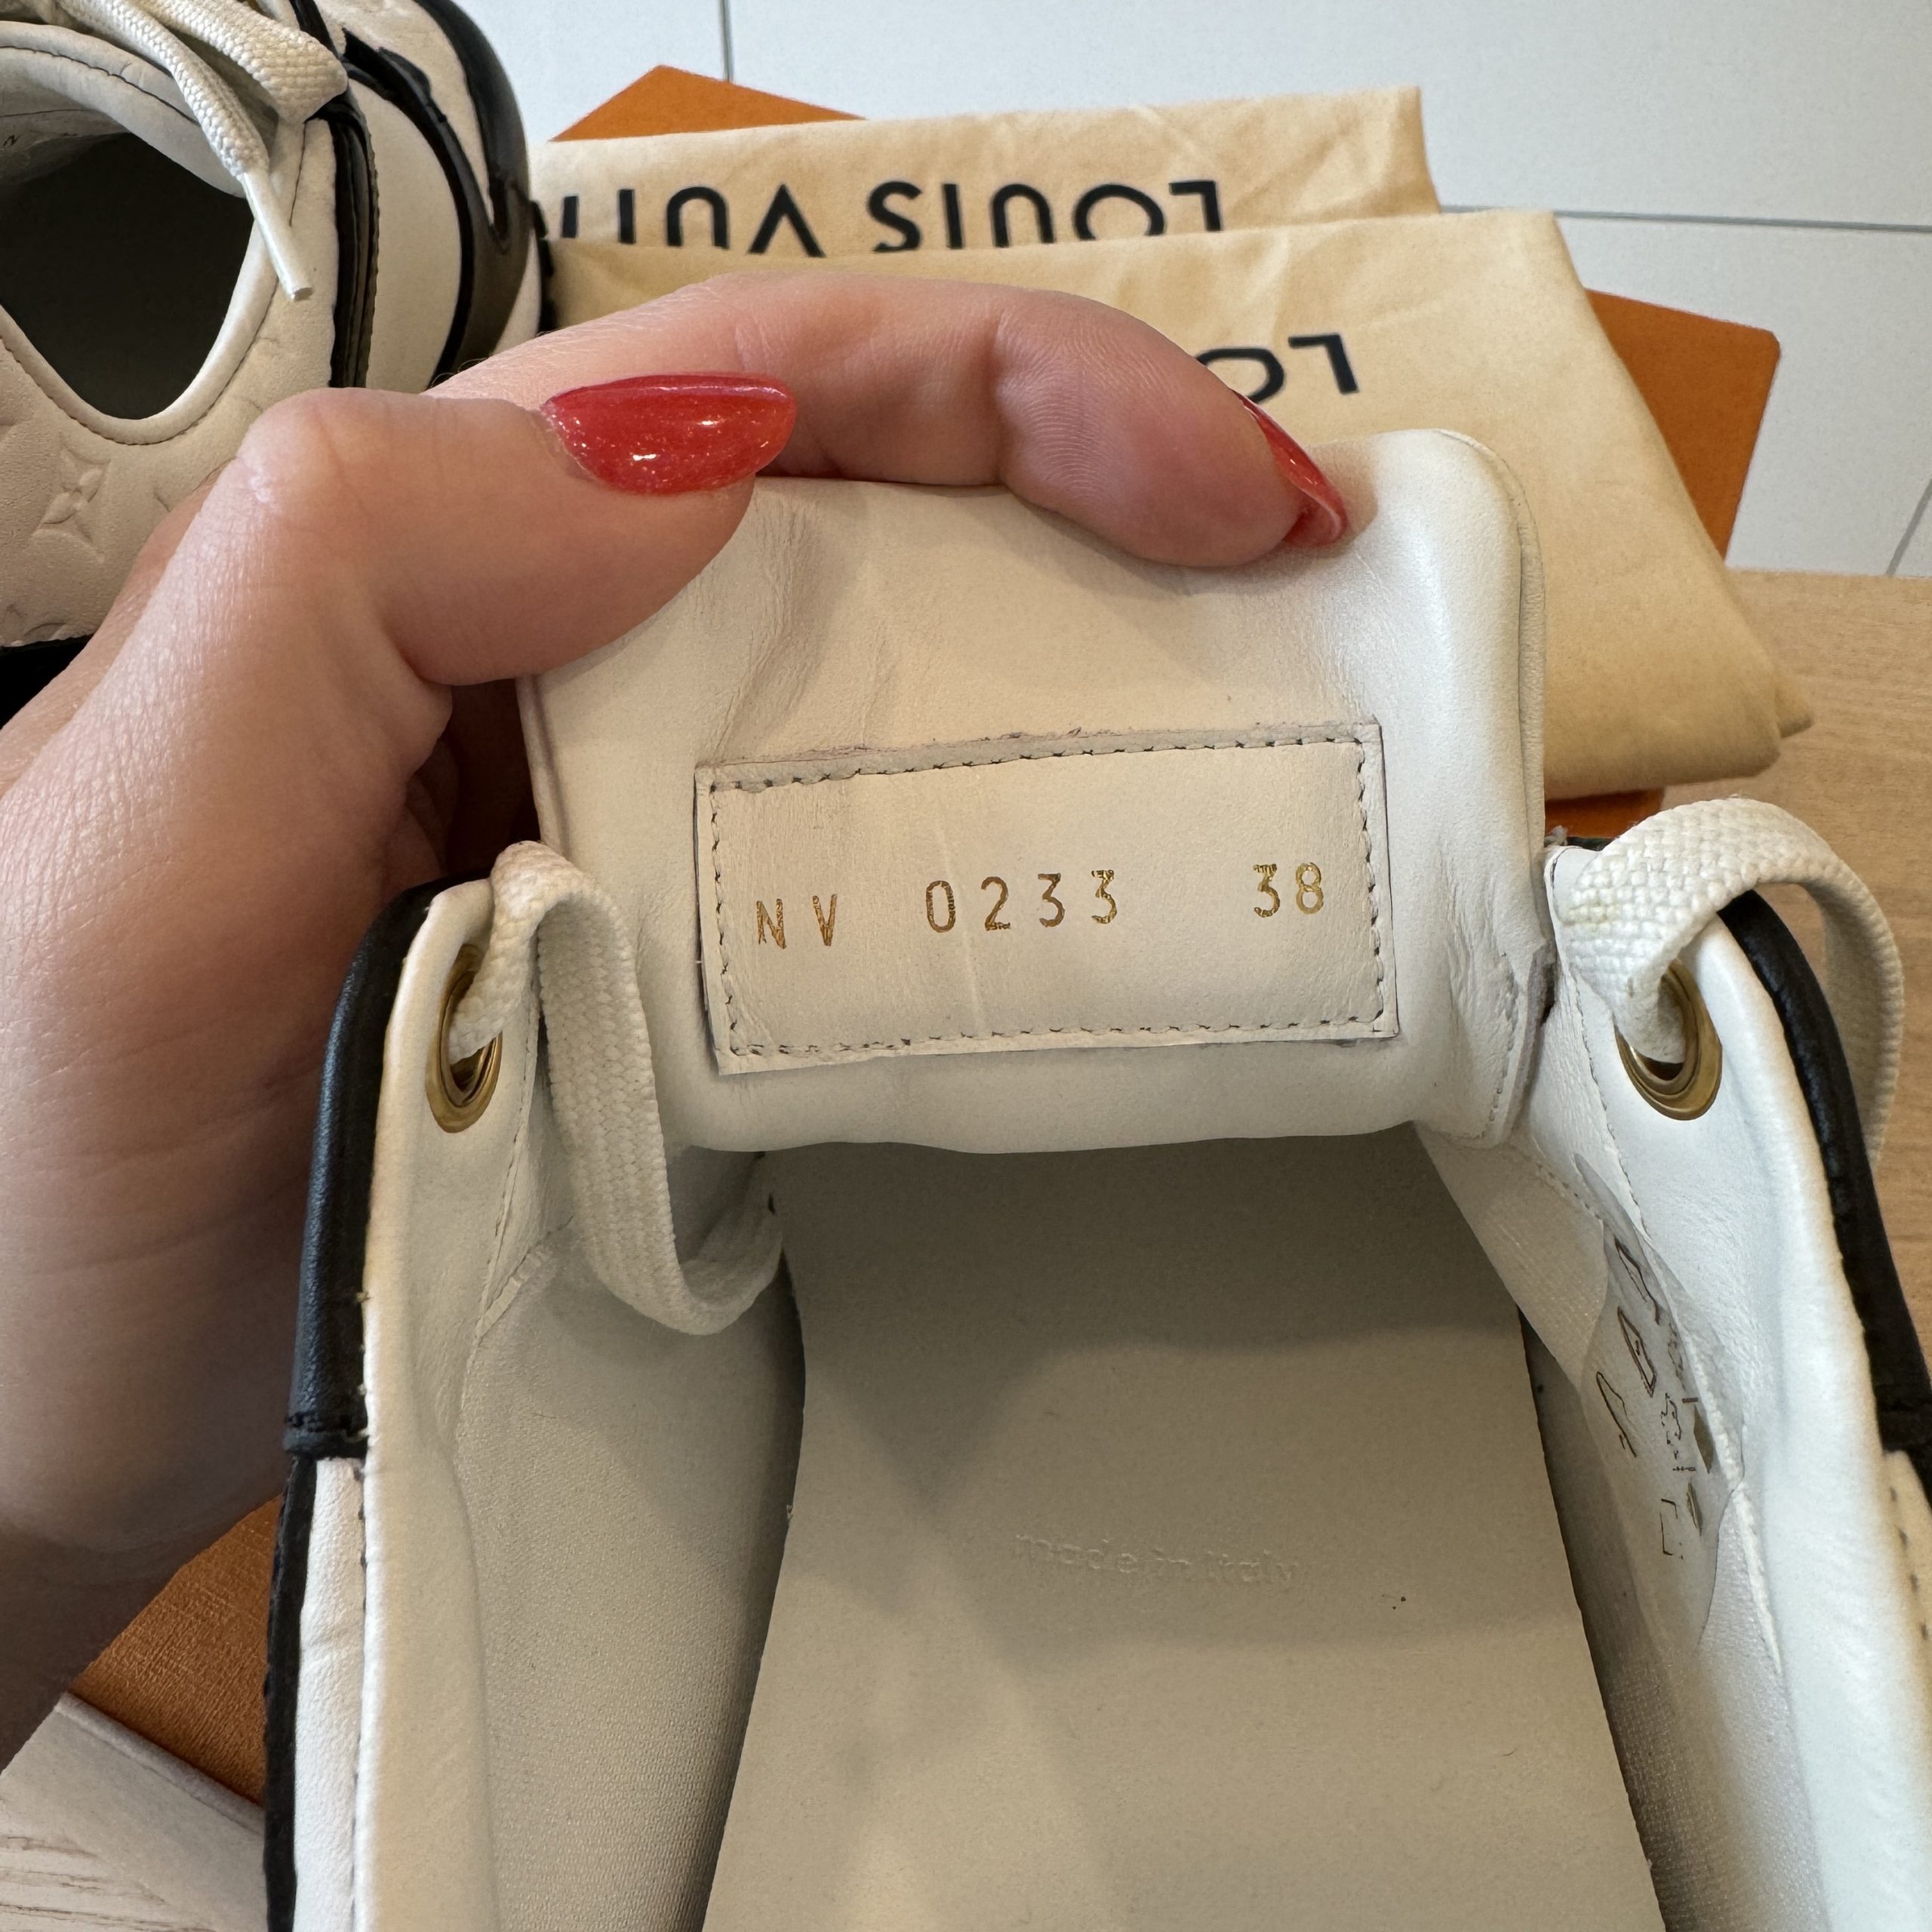 LOUIS VUI
LO
NV 0233 38
made in italy